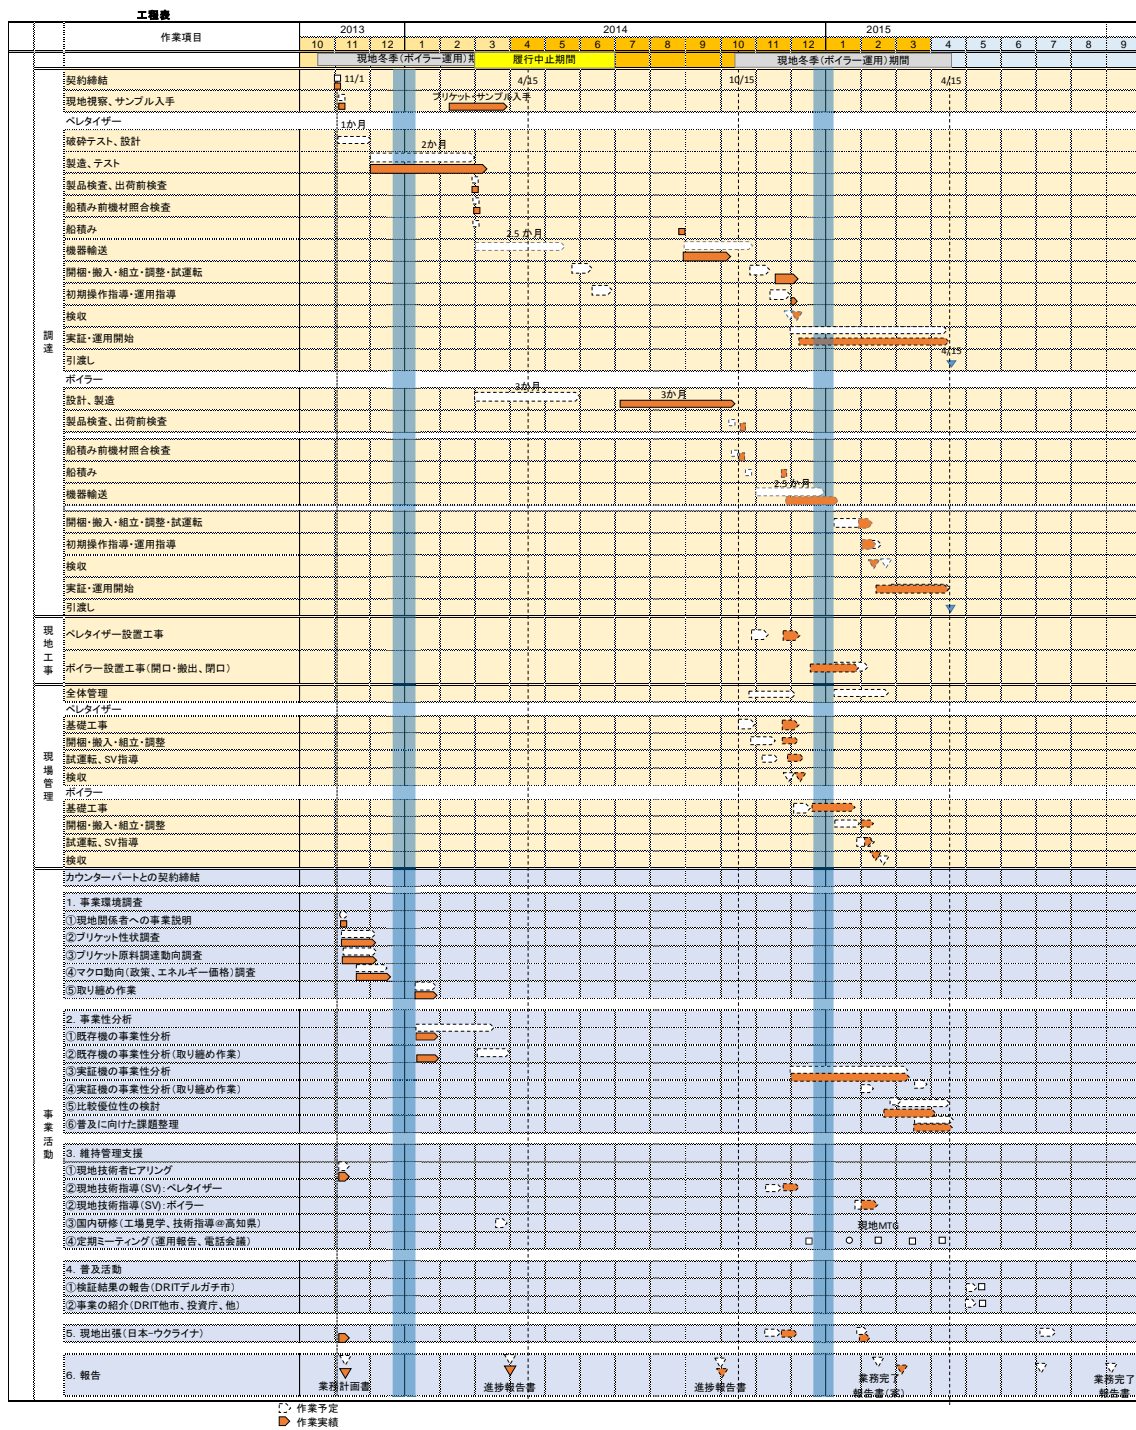 工程表
作業項目
2013
2014
2015
10 11 12 1 2 3 4 5 6 7 8 9 10 11 12 1 2 3 4 5 6 7 8 9
現地冬季(ボイラー運用)期
履行中止期間
現地冬季(ボイラー運用)期間
契約締結
11/1
4/15
10/15
4/15
現地視察、サンプル入手
ブリケット・サンプル入手
調達
ペレタイザー
1か月
破砕テスト、設計
2か月
製造、テスト
製品検査、出荷前検査
船積み前機材照合検査
船積み
2.5 か月
機器輸送
開梱・搬入・組立・調整・試運転
初期操作指導・運用指導
検収
実証・運用開始
4/15
引渡し
ボイラー
3か月
設計、製造
3か月
製品検査、出荷前検査
船積み前機材照合検査
船積み
2.5 か月
機器輸送
開梱・搬入・組立・調整・試運転
初期操作指導・運用指導
検収
実証・運用開始
引渡し
現地工事
ペレタイザー設置工事
ボイラー設置工事(開口・搬出、閉口)
現場管理
全体管理
ペレタイザー
基礎工事
開梱・搬入・組立・調整
試運転、SV指導
検収
ボイラー
基礎工事
開梱・搬入・組立・調整
試運転、SV指導
検収
事業活動
カウンターパートとの契約締結
1. 事業環境調査
①現地関係者への事業説明
②ブリケット性状調査
③ブリケット原料調達動向調査
④マクロ動向(政策、エネルギー価格)調査
⑤取り纏め作業
2. 事業性分析
①既存機の事業性分析
②既存機の事業性分析(取り纏め作業)
③実証機の事業性分析
④実証機の事業性分析(取り纏め作業)
⑤比較優位性の検討
⑥普及に向けた課題整理
3. 維持管理支援
①現地技術者ヒアリング
②現地技術指導(SV):ペレタイザー
②現地技術指導(SV):ボイラー
③国内研修(工場見学、技術指導@高知県)
現地MTG
④定期ミーティング(運用報告、電話会議)
4. 普及活動
①検証結果の報告(DRITデルガチ市)
②事業の紹介(DRIT他市、投資庁、他)
5. 現地出張(日本-ウクライナ)
6. 報告
業務計画書
進捗報告書
進捗報告書
業務完了
報告書(案)
業務完了
報告書
作業予定
作業実績